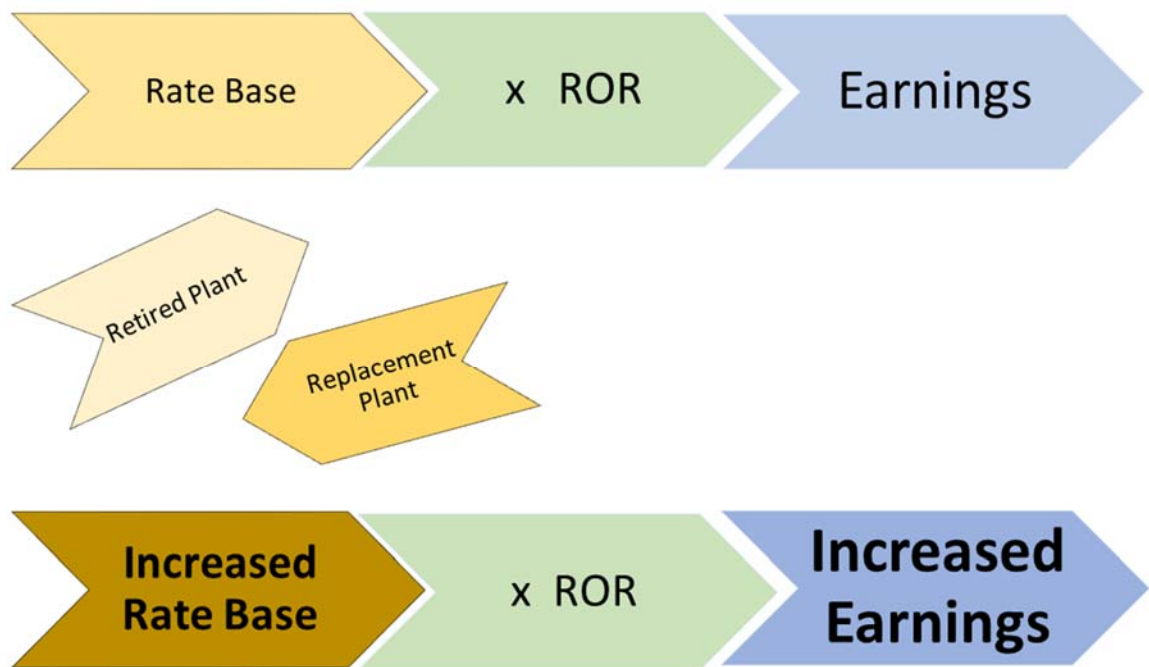 Rate Base
x ROR
Earnings
Retired Plant
Replacement
Plant
Increased
Rate Base
x ROR
Increased
Earnings